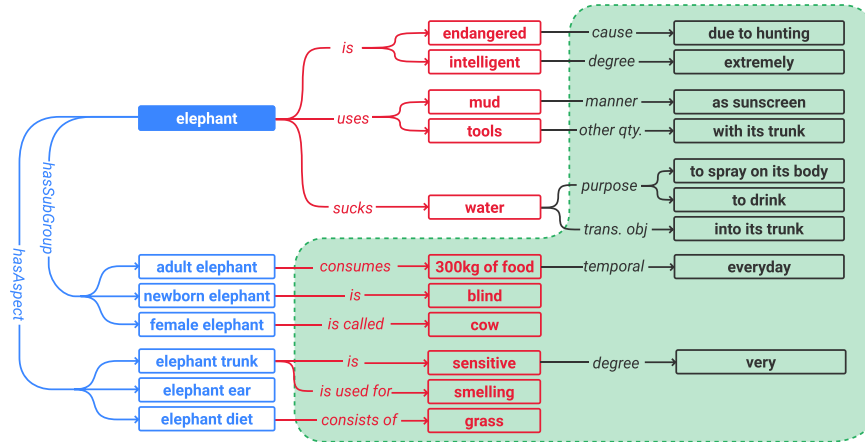 endangered
cause
due to hunting
is
intelligent
degree
extremely
elephant
uses
mud
manner
as sunscreen
tools
other qty.
with its trunk
sucks
water
purpose
to spray on its body
to drink
trans. obj
into its trunk
hasSubGroup
hasAspect
adult elephant
consumes
300kg of food
temporal
everyday
newborn elephant
is
blind
female elephant
is called
cow
elephant trunk
is
sensitive
degree
very
elephant ear
is used for
smelling
elephant diet
consists of
grass